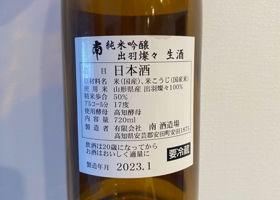 南 純米吟醸
出羽燦々 生酒
品 目 日本酒
原材料名 米(国産)、米こうじ(国産米)
使用米 山形県産 出羽燦々100%
精米歩合 50%
アルコール分 17度
使用酵母 高知酵母
内容量 720ml
製造者 有限会社 南 酒造場
高知県安芸郡安田町安田1875
飲酒は20歳になってから
お酒はおいしく適量に
要冷蔵
製造年月 2023.1